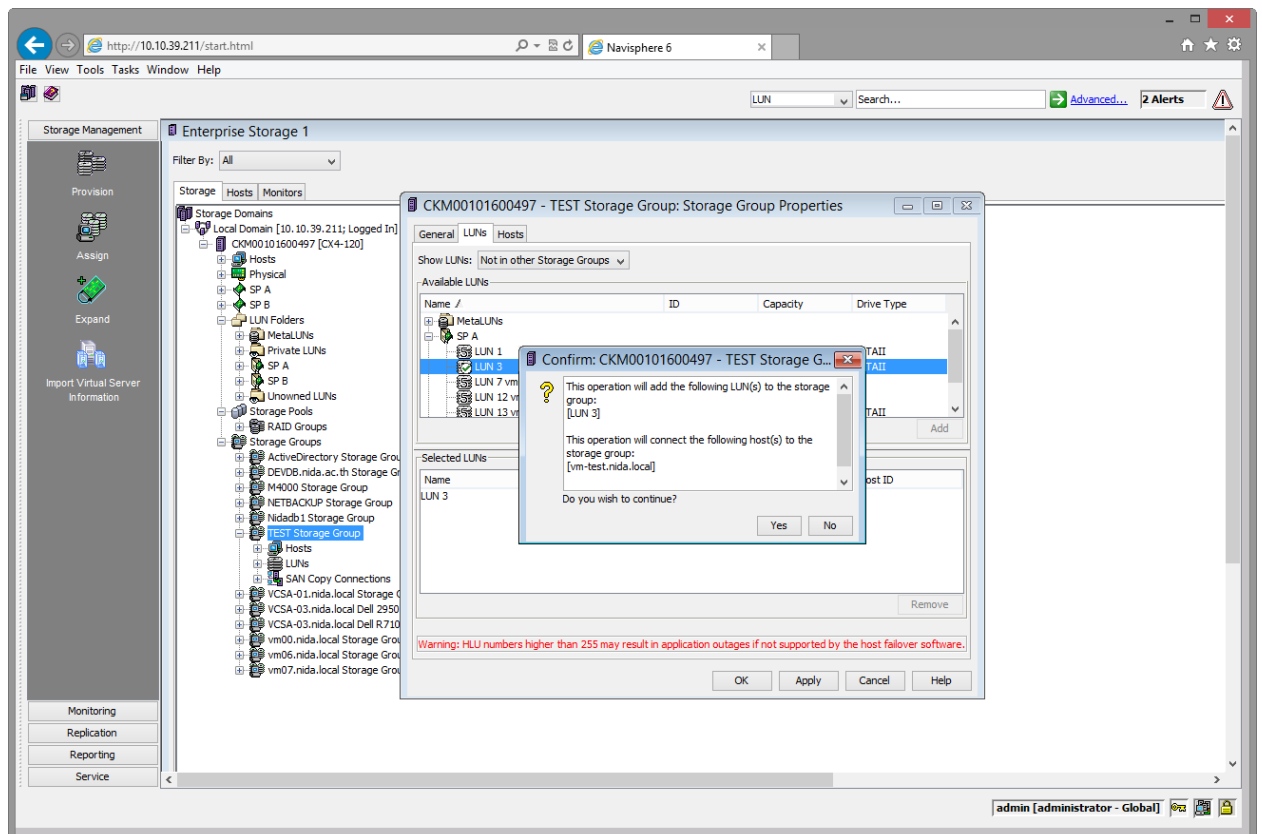 http://10.10.39.211/start.html
Navisphere 6
File View Tools Tasks Window Help
LUN
Search...
Advanced...
2 Alerts
Storage Management
Provision
Assign
Expand
Import Virtual Server
Information
Monitoring
Replication
Reporting
Service
Enterprise Storage 1
Filter By: All
Storage Hosts Monitors
Storage Domains
Local Domain [10.10.39.211; Logged In]
CKM00101600497 [CX4-120]
Hosts
Physical
SP A
SP B
LUN Folders
MetaLUNs
Private LUNs
SP A
SP B
Unowned LUNs
Storage Pools
RAID Groups
Storage Groups
ActiveDirectory Storage Grou
DEVDB.nida.ac.th Storage Gr
M4000 Storage Group
NETBACKUP Storage Group
Nidadb1 Storage Group
TEST Storage Group
Hosts
LUNs
SAN Copy Connections
VCSA-01.nida.local Storage G
VCSA-03.nida.local Dell 2950
VCSA-03.nida.local Dell R710
vm00.nida.local Storage Grou
vm06.nida.local Storage Grou
vm07.nida.local Storage Grou
CKM00101600497 - TEST Storage Group: Storage Group Properties
General LUNs Hosts
Show LUNs: Not in other Storage Groups
Available LUNs
Name / ID Capacity Drive Type
MetaLUNs
SP A
LUN 1 TAII
LUN 3 TAII
LUN 7 vm
LUN 12 vr
LUN 13 vr TAII
Add
Selected LUNs
Name ost ID
LUN 3
Remove
Warning: HLU numbers higher than 255 may result in application outages if not supported by the host failover software.
OK Apply Cancel Help
Confirm: CKM00101600497 - TEST Storage G...
This operation will add the following LUN(s) to the storage
group:
[LUN 3]
This operation will connect the following host(s) to the
storage group:
[vm-test.nida.local]
Do you wish to continue?
Yes No
admin [administrator - Global]